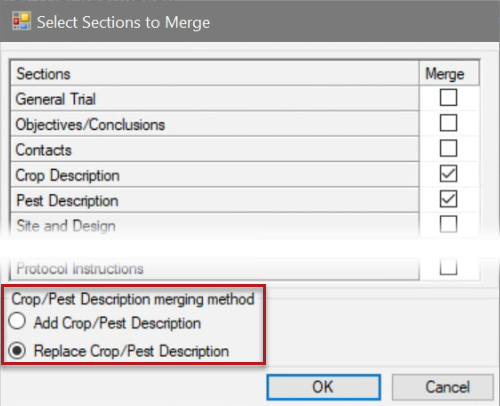 Select Sections to Merge
Sections Merge
General Trial
Objectives/Conclusions
Contacts
Crop Description
Pest Description
Site and Design
Protocol Instructions
Crop/Pest Description merging method
Add Crop/Pest Description
Replace Crop/Pest Description
OK Cancel